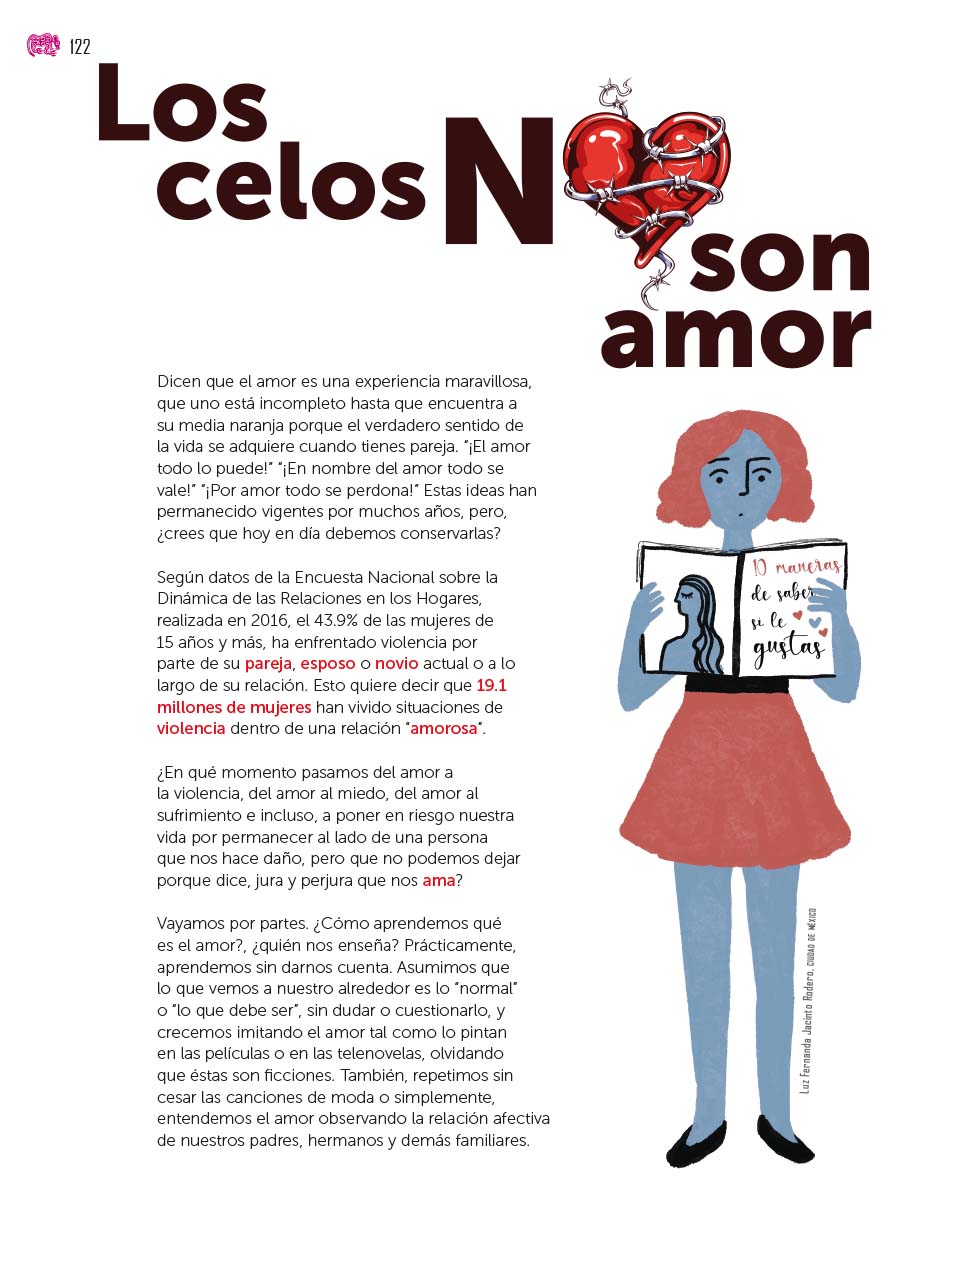 122
Los
celos N
son
amor
Dicen que el amor es una experiencia maravillosa,
que uno está incompleto hasta que encuentra a
su media naranja porque el verdadero sentido de
la vida se adquiere cuando tienes pareja. “¡El amor
todo lo puede!” “¡En nombre del amor todo se
vale!” “¡Por amor todo se perdona!” Estas ideas han
permanecido vigentes por muchos años, pero,
¿crees que hoy en día debemos conservarlas?
Según datos de la Encuesta Nacional sobre la
Dinámica de las Relaciones en los Hogares,
realizada en 2016, el 43.9% de las mujeres de
15 años y más, ha enfrentado violencia por
parte de su pareja, esposo o novio actual o a lo
largo de su relación. Esto quiere decir que 19.1
millones de mujeres han vivido situaciones de
violencia dentro de una relación “amorosa”.
¿En qué momento pasamos del amor a
la violencia, del amor al miedo, del amor al
sufrimiento e incluso, a poner en riesgo nuestra
vida por permanecer al lado de una persona
que nos hace daño, pero que no podemos dejar
porque dice, jura y perjura que nos ama?
Vayamos por partes. ¿Cómo aprendemos qué
es el amor?, ¿quién nos enseña? Prácticamente,
aprendemos sin darnos cuenta. Asumimos que
lo que vemos a nuestro alrededor es lo “normal”
o “lo que debe ser”, sin dudar o cuestionarlo, y
crecemos imitando el amor tal como lo pintan
en las películas o en las telenovelas, olvidando
que éstas son ficciones. También, repetimos sin
cesar las canciones de moda o simplemente,
entendemos el amor observando la relación afectiva
de nuestros padres, hermanos y demás familiares.
10 maneras
de saber
si le
gustas
Luz Fernanda Jacinto Rodero, CIUDAD DE MÉXICO